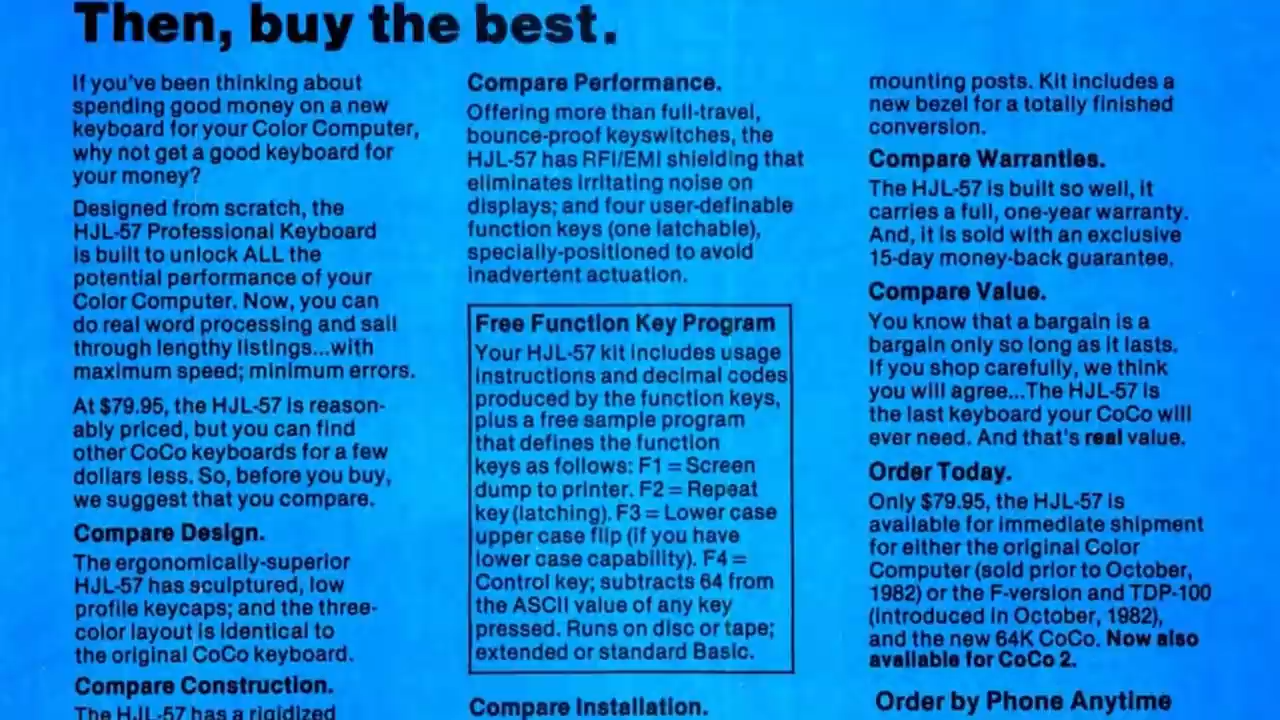 Then, buy the best.
If you've been thinking about
spending good money on a new
keyboard for your Color Computer,
why not get a good keyboard for
your money?
Designed from scratch, the
HJL-57 Professional Keyboard
is built to unlock ALL the
potential performance of your
Color Computer. Now, you can
do real word processing and sail
through lengthy listings...with
maximum speed; minimum errors.
At $79.95, the HJL-57 is reason-
ably priced, but you can find
other CoCo keyboards for a few
dollars less. So, before you buy,
we suggest that you compare.
Compare Design.
The ergonomically-superior
HJL-57 has sculptured, low
profile keycaps; and the three-
color layout is identical to
the original CoCo keyboard.
Compare Construction.
The HJL-57 has a rigidized
Compare Performance.
Offering more than full-travel,
bounce-proof keyswitches, the
HJL-57 has RFI/EMI shielding that
eliminates irritating noise on
displays; and four user-definable
function keys (one latchable),
specially-positioned to avoid
inadvertent actuation.
Free Function Key Program
Your HJL-57 kit includes usage
instructions and decimal codes
produced by the function keys,
plus a free sample program
that defines the function
keys as follows: F1 = Screen
dump to printer. F2 = Repeat
key (latching). F3 = Lower case
upper case flip (if you have
lower case capability). F4 =
Control key; subtracts 64 from
the ASCII value of any key
pressed. Runs on disc or tape;
extended or standard Basic.
Compare Installation.
mounting posts. Kit includes a
new bezel for a totally finished
conversion.
Compare Warranties.
The HJL-57 is built so well, it
carries a full, one-year warranty.
And, it is sold with an exclusive
15-day money-back guarantee.
Compare Value.
You know that a bargain is a
bargain only so long as it lasts.
If you shop carefully, we think
you will agree...The HJL-57 is
the last keyboard your CoCo will
ever need. And that's real value.
Order Today.
Only $79.95, the HJL-57 is
available for immediate shipment
for either the original Color
Computer (sold prior to October,
1982) or the F-version and TDP-100
(introduced in October, 1982),
and the new 64K CoCo. Now also
available for CoCo 2.
Order by Phone Anytime